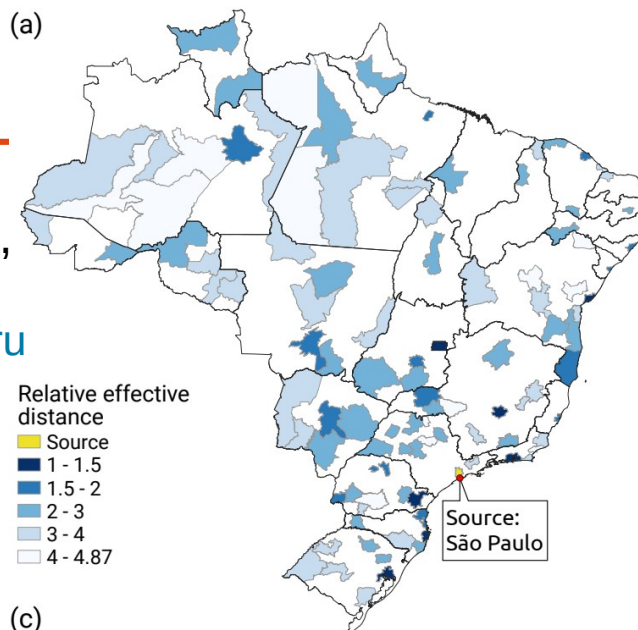 (a)
,
ru
Relative effective
distance
Source
1 - 1.5
1.5 - 2
2 - 3
3 - 4
4 - 4.87
Source:
São Paulo
(c)